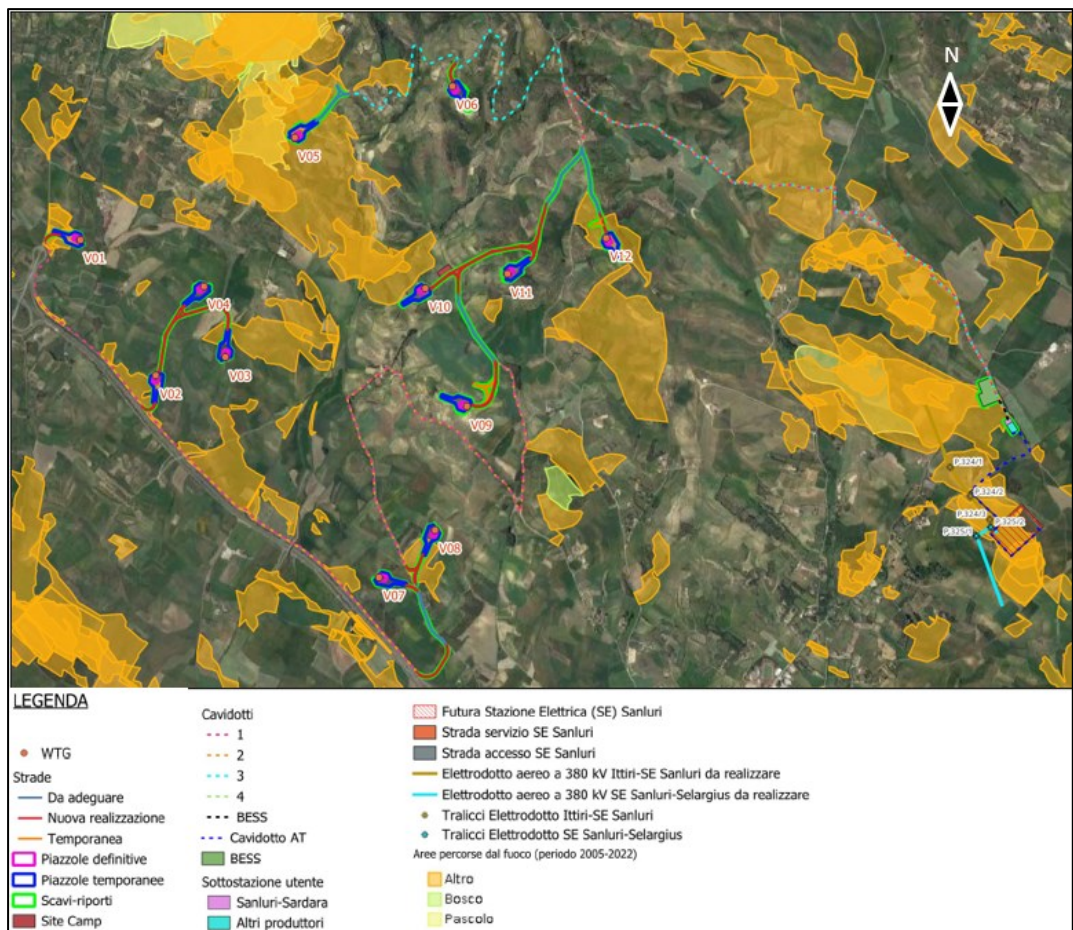 N
V06
V05
V01
V12
V11
V04
V10
V03
V02
V09
P.324/1
P.324/2
P.324/3
P.325/2
P.325/1
V08
V07
LEGENDA
WTG
Strade
Da adeguare
Nuova realizzazione
Temporanea
Piazzole definitive
Piazzole temporanee
Scavi-riporti
Site Camp
Cavidotti
1
2
3
4
BESS
Cavidotto AT
BESS
Sottostazione utente
Sanluri-Sardara
Altri produttori
Futura Stazione Elettrica (SE) Sanluri
Strada servizio SE Sanluri
Strada accesso SE Sanluri
Elettrodotto aereo a 380 kV Ittiri-SE Sanluri da realizzare
Elettrodotto aereo a 380 kV SE Sanluri-Selargius da realizzare
Tralicci Elettrodotto Ittiri-SE Sanluri
Tralicci Elettrodotto SE Sanluri-Selargius
Aree percorse dal fuoco (periodo 2005-2022)
Altro
Bosco
Pascolo